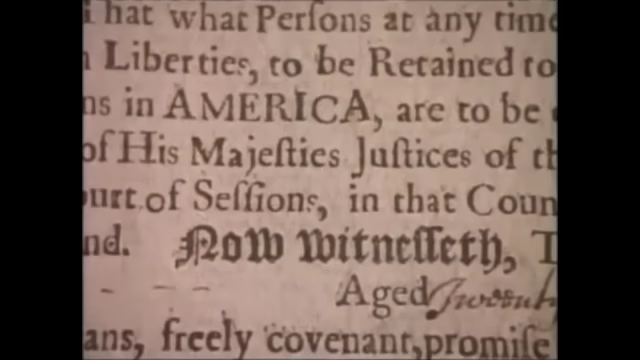 That what Perſons at any time
Liberties, to be Retained to
ns in AMERICA, are to be
of His Majeſties Juſtices of th
ourt of Seſſions, in that Coun
nd. Now witneſſeth, T
Aged
ans, freely covenant, promiſe